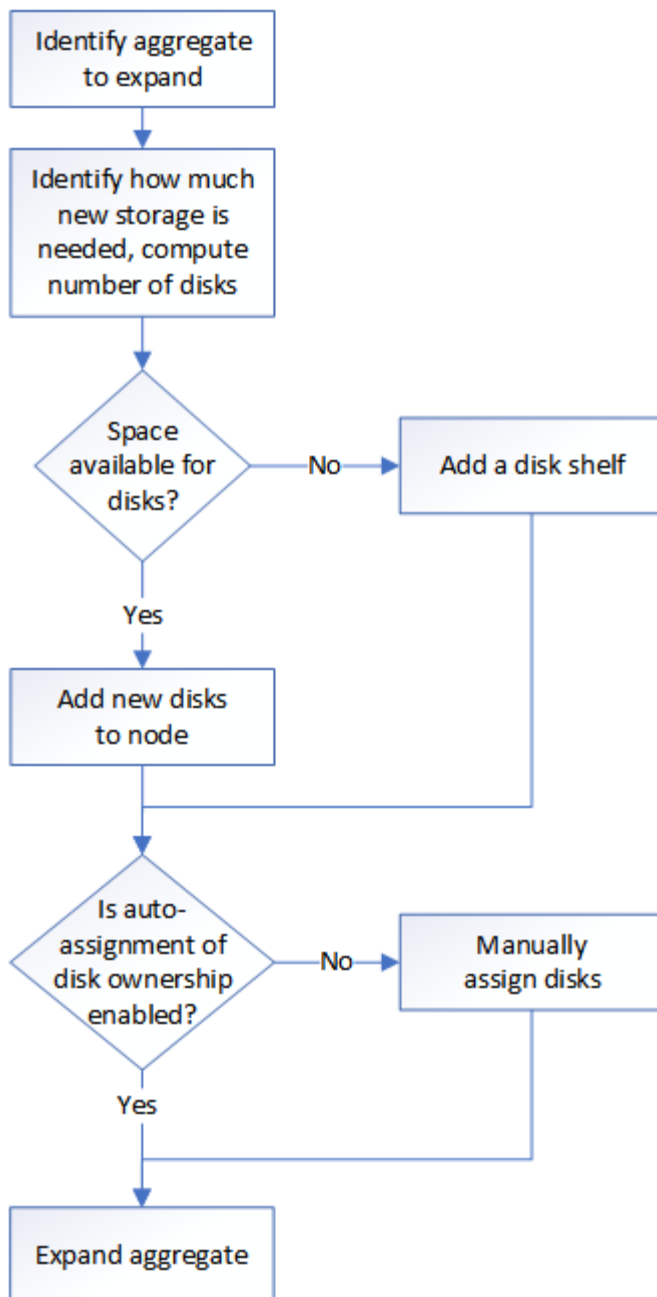 Identify aggregate
to expand
Identify how much
new storage is
needed, compute
number of disks
Space
available for
disks?
No
Add a disk shelf
Yes
Add new disks
to node
Is auto-
assignment of
disk ownership
enabled?
No
Manually
assign disks
Yes
Expand aggregate